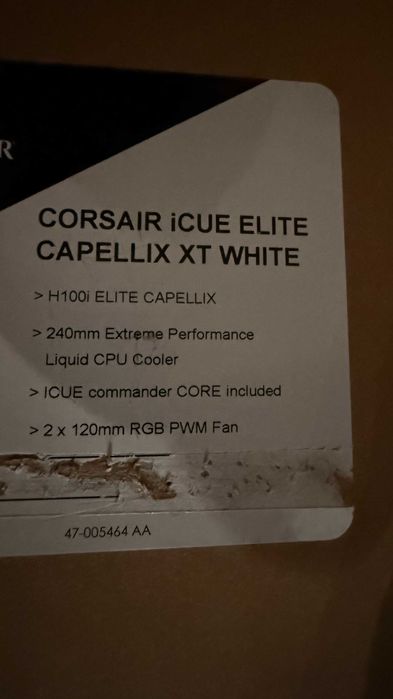 R
CORSAIR iCUE ELITE
CAPELLIX XT WHITE
> H100i ELITE CAPELLIX
> 240mm Extreme Performance
Liquid CPU Cooler
> ICUE commander CORE included
> 2 x 120mm RGB PWM Fan
47-005464 AA